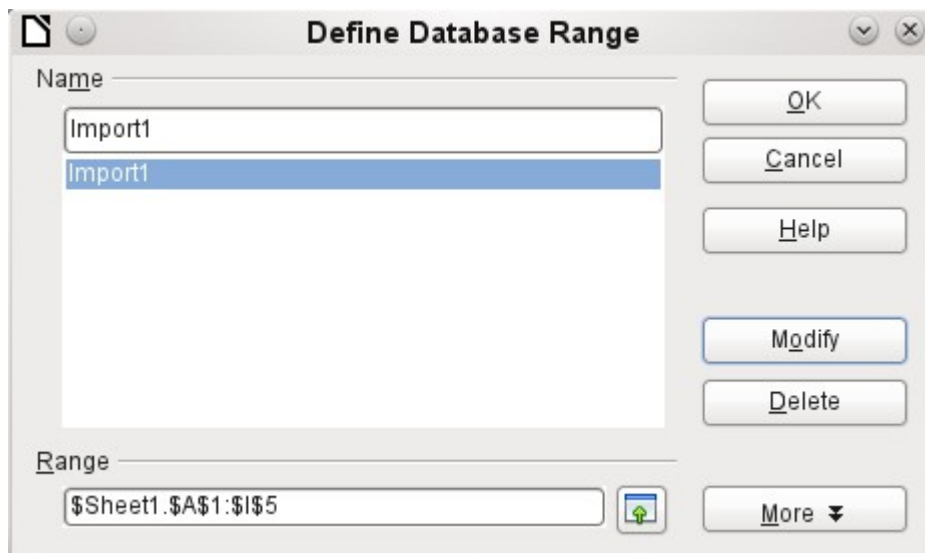 Define Database Range
Name
Import1
Import1
OK
Cancel
Help
Modify
Delete
Range
$Sheet1.$A$1:$I$5
More